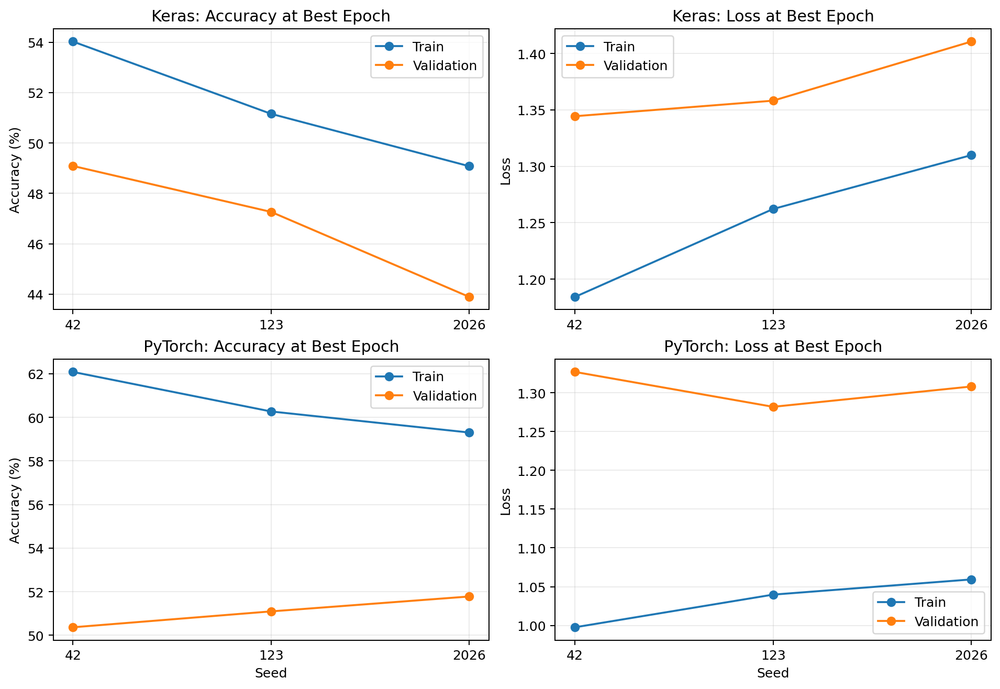 Keras: Accuracy at Best Epoch
Accuracy (%)
54
52
50
48
46
44
42 123 2026
Train
Validation
Keras: Loss at Best Epoch
Loss
1.40
1.35
1.30
1.25
1.20
42 123 2026
Train
Validation
PyTorch: Accuracy at Best Epoch
Accuracy (%)
62
60
58
56
54
52
50
42 123 2026
Seed
Train
Validation
PyTorch: Loss at Best Epoch
Loss
1.30
1.25
1.20
1.15
1.10
1.05
1.00
42 123 2026
Seed
Train
Validation